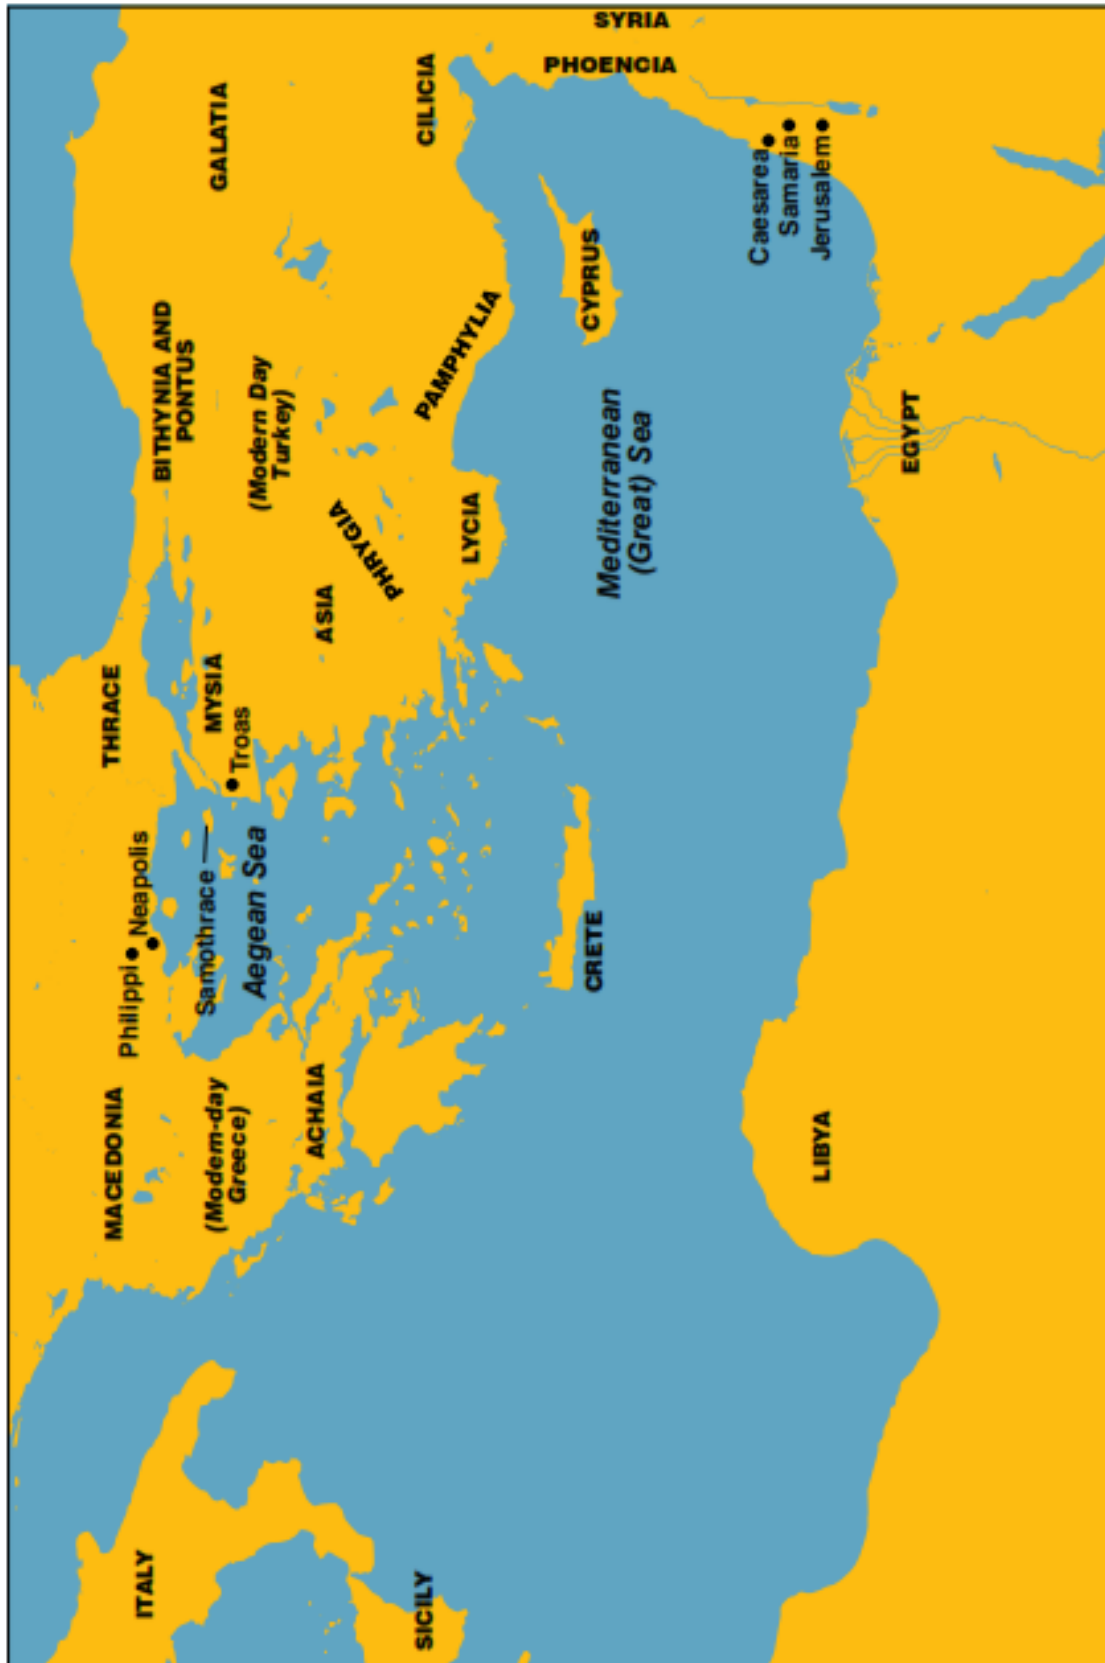 ITALY
MACEDONIA
Philippi
Neapolis
THRACE
BITHYNIA AND
PONTUS
GALATIA
(Modem-day
Greece)
Samothrace
Aegean Sea
MYSIA
Troas
(Modern Day
Turkey)
ACHAIA
ASIA
PHRYGIA
PAMPHYLIA
CILICIA
SICILY
LYCIA
CRETE
CYPRUS
PHOENCIA
SYRIA
Mediterranean
(Great) Sea
Caesarea
Samaria
Jerusalem
LIBYA
EGYPT